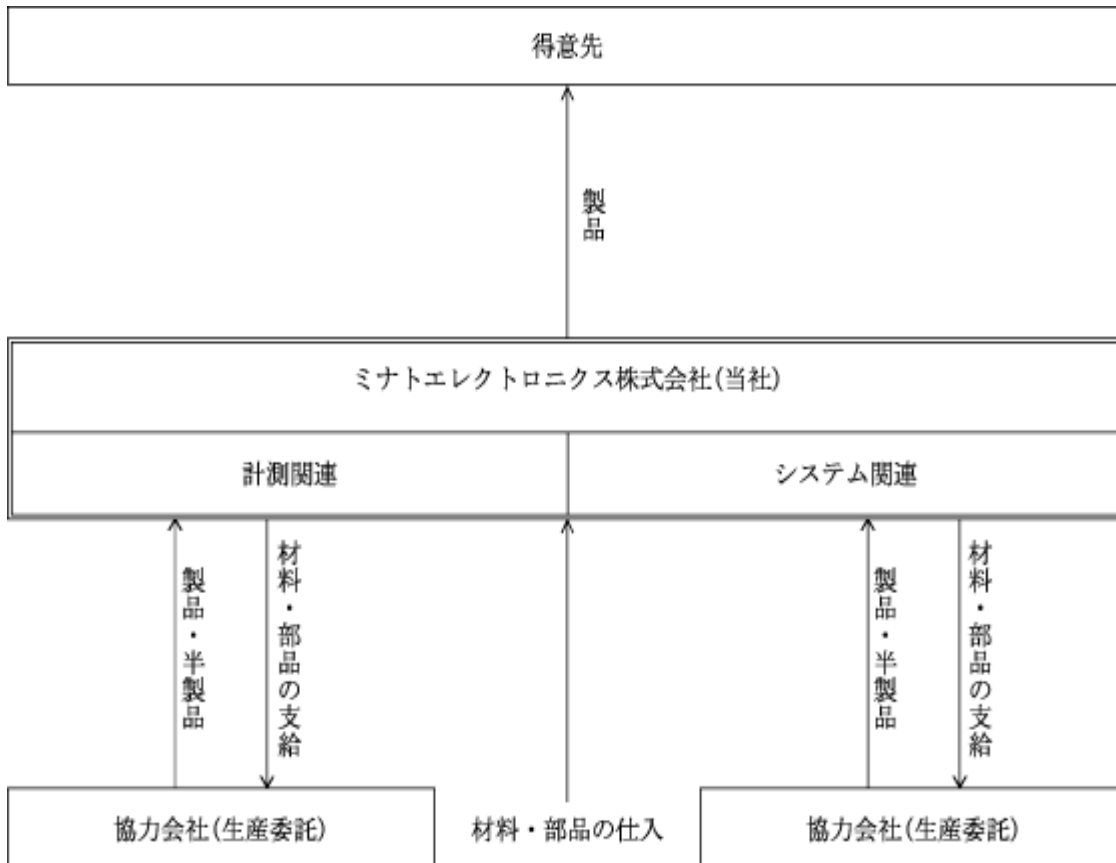 得意先
製品
ミナトエレクトロニクス株式会社(当社)
計測関連
システム関連
製品・半製品
材料・部品の支給
製品・半製品
材料・部品の支給
協力会社(生産委託)
材料・部品の仕入
協力会社(生産委託)